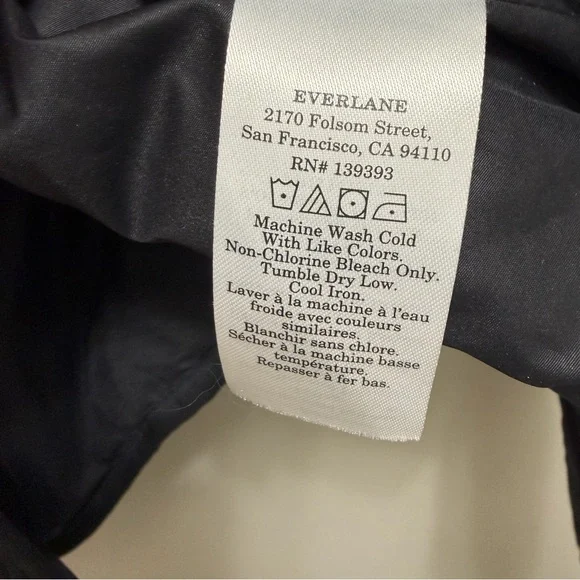 EVERLANE
2170 Folsom Street,
San Francisco, CA 94110
RN# 139393
Machine Wash Cold
With Like Colors.
Non-Chlorine Bleach Only.
Tumble Dry Low.
Cool Iron.
Laver à la machine à l'eau
froide avec couleurs
similaires.
Blanchir sans chlore.
Sécher à la machine basse
température.
Repasser à fer bas.